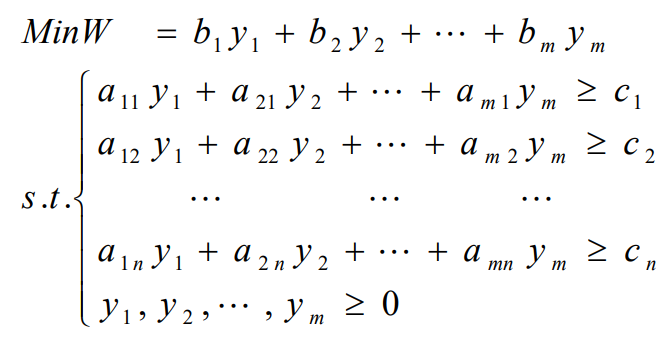 MinW = b₁y₁ + b₂y₂ + ⋯ + bₘyₘ
a₁₁y₁ + a₂₁y₂ + ⋯ + aₘ₁yₘ ≥ c₁
a₁₂y₁ + a₂₂y₂ + ⋯ + aₘ₂yₘ ≥ c₂
s.t. { ⋯ ⋯ ⋯
a₁ₙy₁ + a₂ₙy₂ + ⋯ + aₘₙyₘ ≥ cₙ
y₁, y₂, ⋯, yₘ ≥ 0